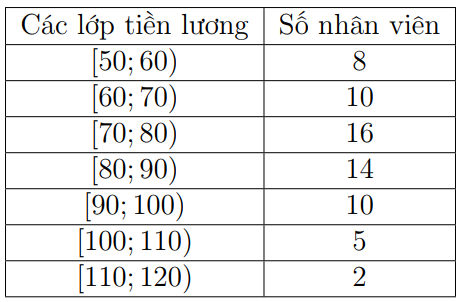 Các lớp tiền lương Số nhân viên
[50; 60) 8
[60; 70) 10
[70; 80) 16
[80; 90) 14
[90; 100) 10
[100; 110) 5
[110; 120) 2